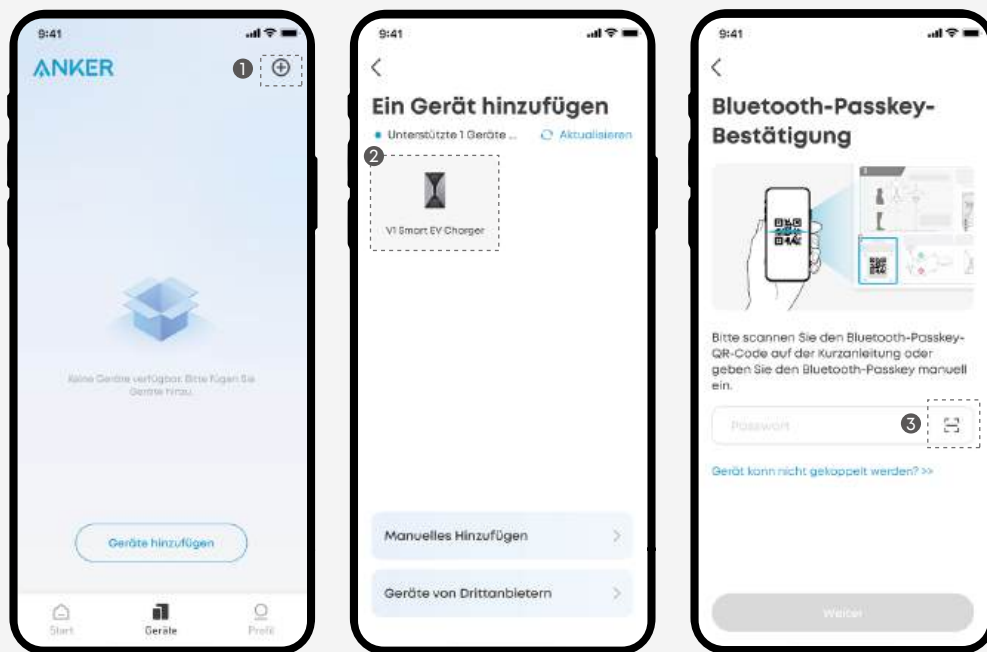 9:41
ANKER
1
Keine Geräte verfügbar. Bitte fügen Sie
Geräte hinzu.
Geräte hinzufügen
Start
Geräte
Profil
9:41
Ein Gerät hinzufügen
Unterstützte 1 Geräte ...
Aktualisieren
2
V1 Smart EV Charger
Manuelles Hinzufügen
Geräte von Drittanbietern
9:41
Bluetooth-Passkey-
Bestätigung
Bitte scannen Sie den Bluetooth-Passkey-
QR-Code auf der Kurzanleitung oder
geben Sie den Bluetooth-Passkey manuell
ein.
Passwort
3
Gerät kann nicht gekoppelt werden? >>
Weiter